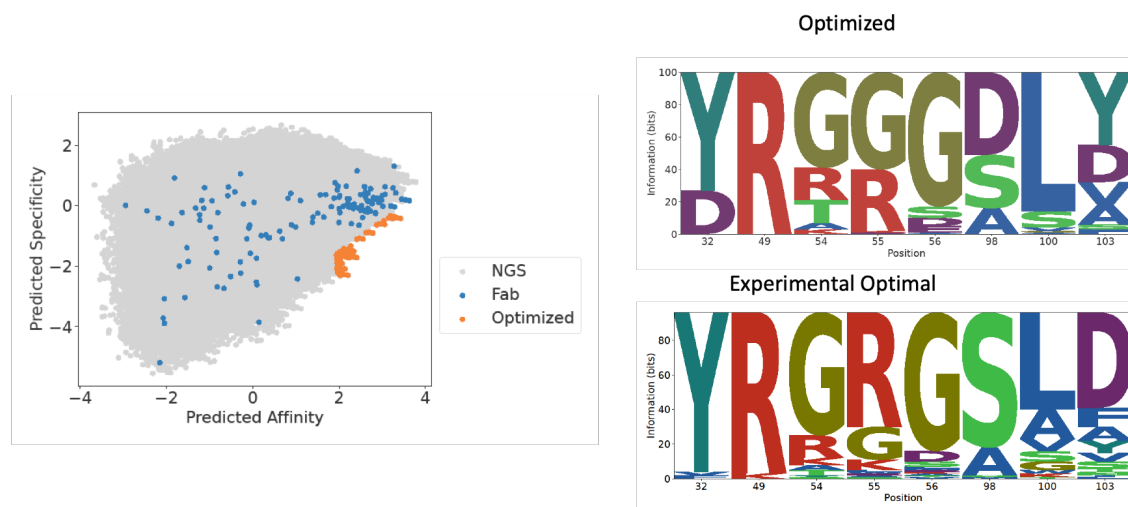 Optimized
Predicted Specificity
2
0
−2
−4
−4
−2
0
2
4
Predicted Affinity
NGS
Fab
Optimized
Information (bits)
100
80
60
40
20
0
Y D
R
G R T A
G R
G S D E
D S A
L S
Y D X A S
32 49 54 55 56 98 100 103
Position
Experimental Optimal
Information (bits)
80
60
40
20
0
Y
R K
G R K T
R G K
G D S
S A
L A V S G
D F A Y V S
32 49 54 55 56 98 100 103
Position